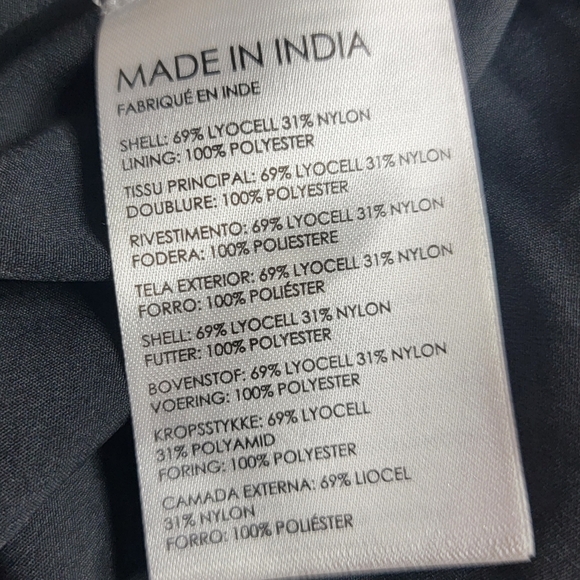 MADE IN INDIA
FABRIQUÉ EN INDE
SHELL: 69% LYOCELL 31% NYLON
LINING: 100% POLYESTER
TISSU PRINCIPAL: 69% LYOCELL 31% NYLON
DOUBLURE: 100% POLYESTER
RIVESTIMENTO: 69% LYOCELL 31% NYLON
FODERA: 100% POLIESTERE
TELA EXTERIOR: 69% LYOCELL 31% NYLON
FORRO: 100% POLIÉSTER
SHELL: 69% LYOCELL 31% NYLON
FUTTER: 100% POLYESTER
BOVENSTOF: 69% LYOCELL 31% NYLON
VOERING: 100% POLYESTER
KROPSSTYKKE: 69% LYOCELL
31% POLYAMID
FORING: 100% POLYESTER
CAMADA EXTERNA: 69% LIOCEL
31% NYLON
FORRO: 100% POLIÉSTER